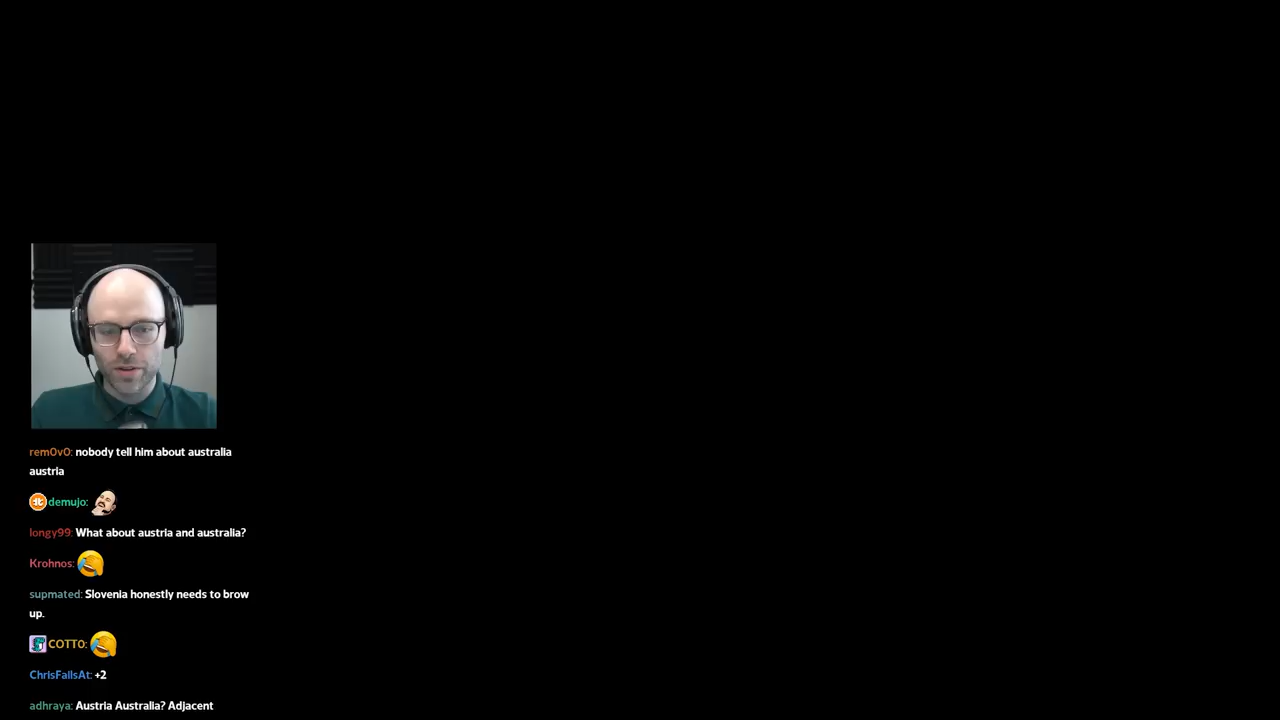 rem0v0: nobody tell him about australia
austria
demujo:
longy99: What about austria and australia?
Krohnos:
supmated: Slovenia honestly needs to brow
up.
COTTO:
ChrisFailsAt: +2
adhraya: Austria Australia? Adjacent